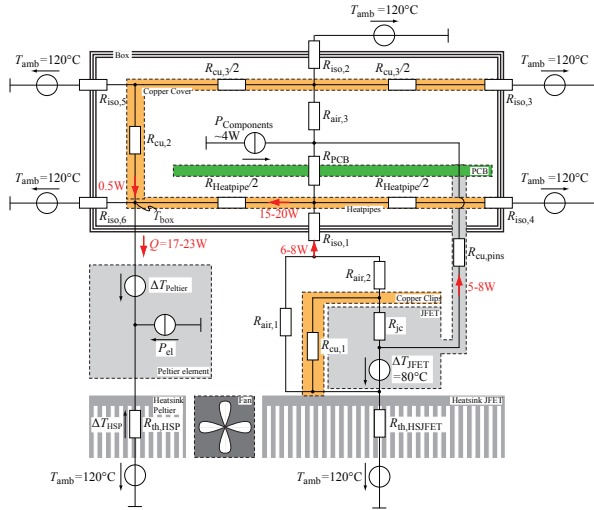 T_amb=120°C
T_amb=120°C
T_amb=120°C
Box
R_iso,2
R_cu,3/2
R_cu,3/2
R_iso,5
Copper Cover
R_iso,3
P_Components
~4W
R_air,3
R_cu,2
T_amb=120°C
R_PCB
T_amb=120°C
PCB
0.5W
R_Heatpipe/2
R_Heatpipe/2
R_iso,6
T_box
15-20W
Heatpipes
R_iso,4
Q=17-23W
6-8W
R_iso,1
R_cu,pins
ΔT_Peltier
R_air,2
5-8W
Copper Clips
JFET
R_air,1
R_jc
P_el
R_cu,1
ΔT_JFET
=80°C
Peltier element
Heatsink
Peltier
Fan
Heatsink JFET
ΔT_HSP
R_th,HSP
R_th,HSJFET
T_amb=120°C
T_amb=120°C